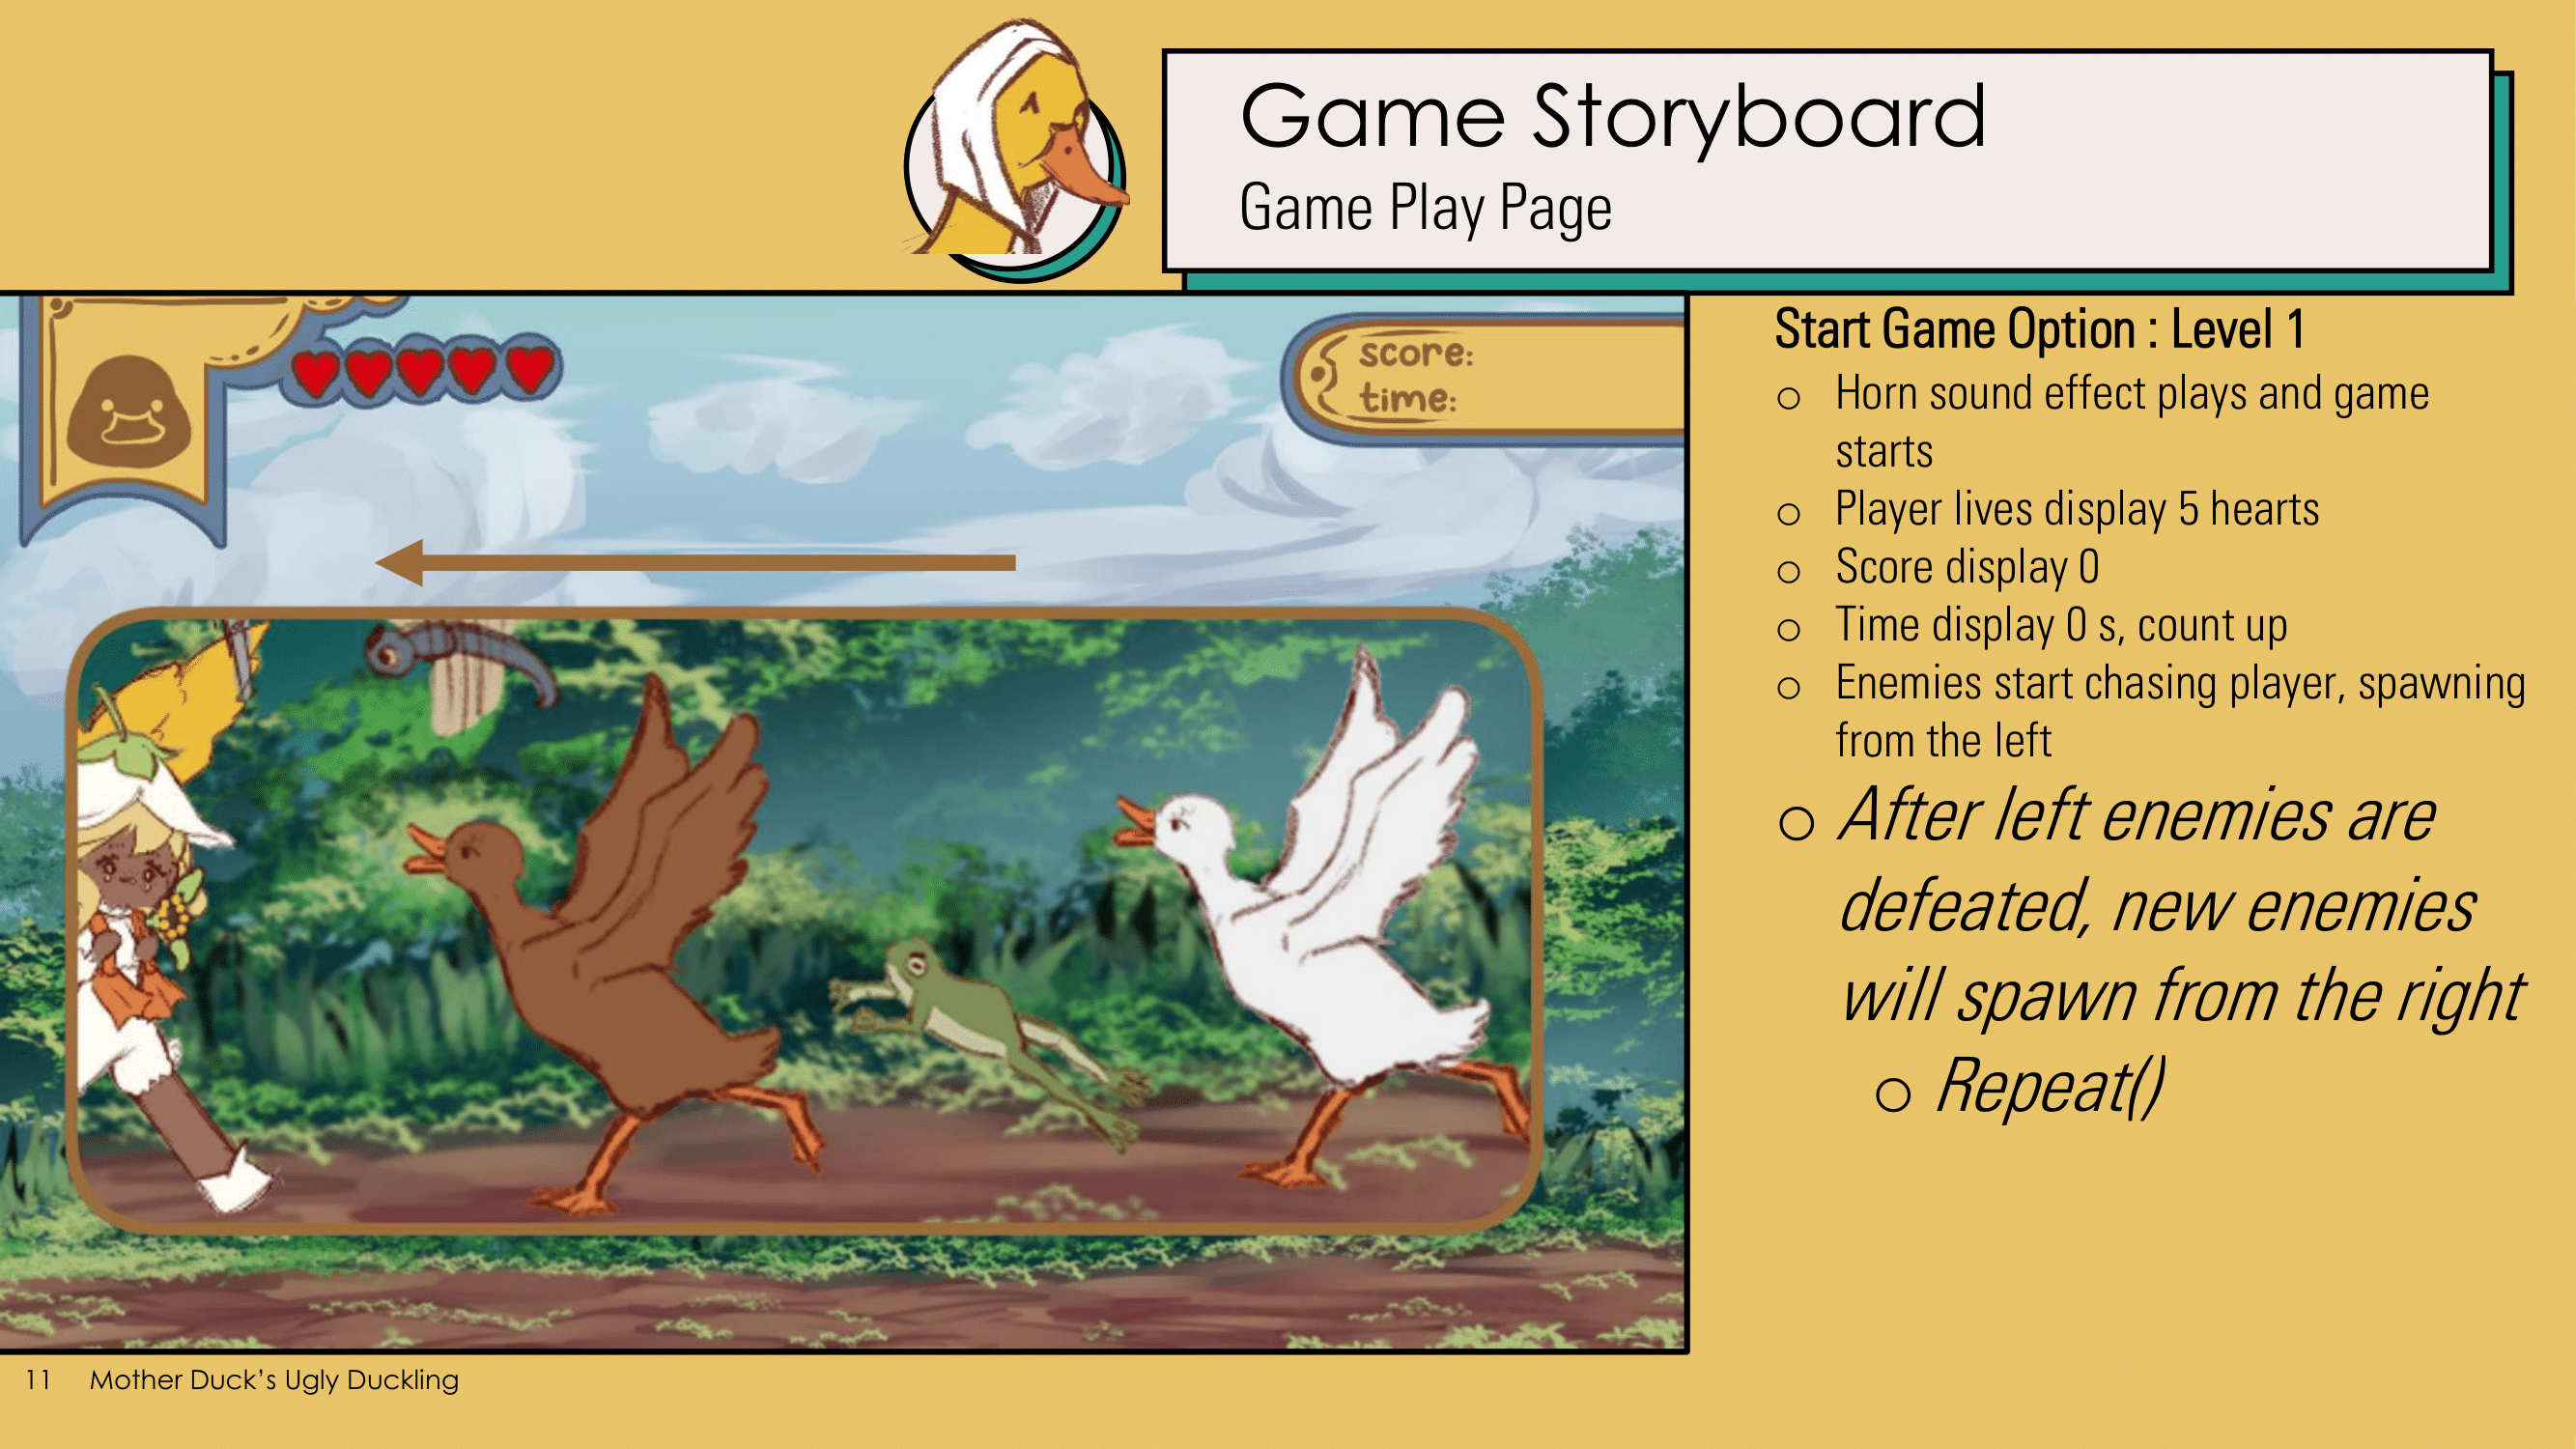 Game Storyboard
Game Play Page
score:
time:
Start Game Option : Level 1
o Horn sound effect plays and game
starts
o Player lives display 5 hearts
o Score display 0
o Time display 0 s, count up
o Enemies start chasing player, spawning
from the left
o After left enemies are
defeated, new enemies
will spawn from the right
o Repeat()
11 Mother Duck’s Ugly Duckling